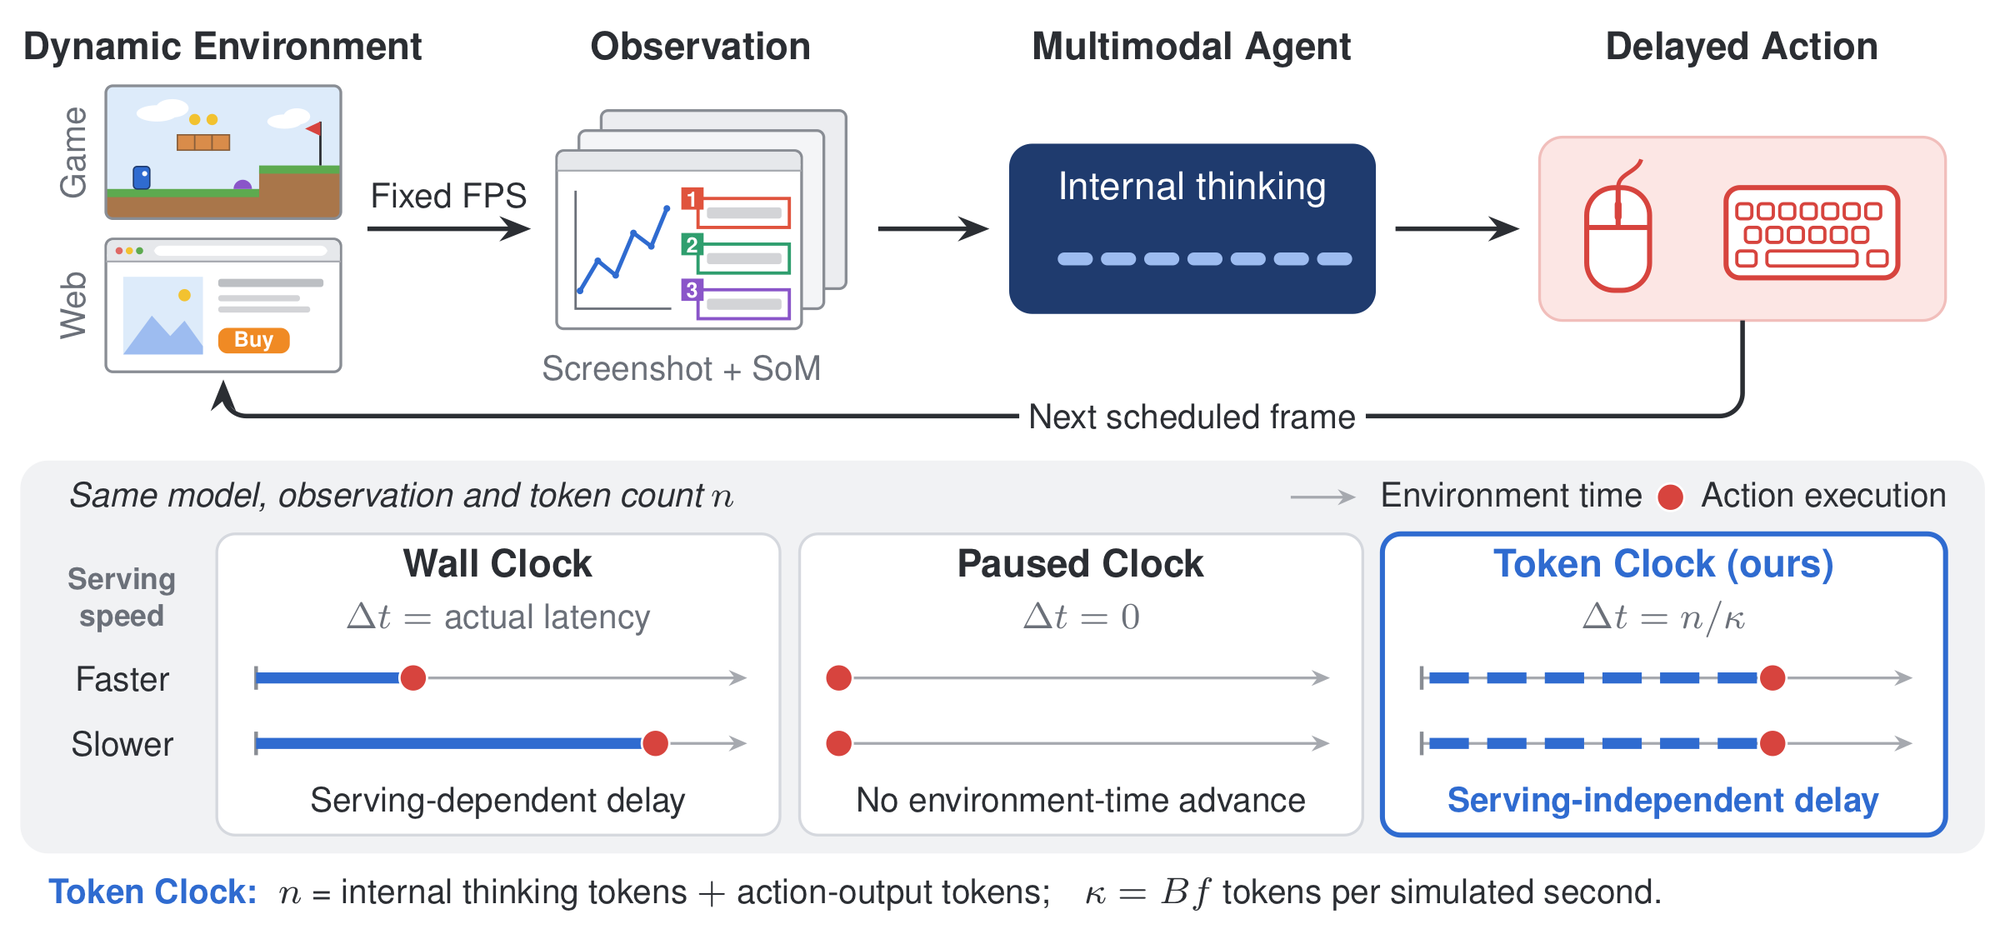 Dynamic Environment
Observation
Multimodal Agent
Delayed Action
Game
Web
Buy
Fixed FPS
1
2
3
Screenshot + SoM
Internal thinking
Next scheduled frame
Same model, observation and token count n
Environment time
Action execution
Serving
speed
Faster
Slower
Wall Clock
Δt = actual latency
Serving-dependent delay
Paused Clock
Δt = 0
No environment-time advance
Token Clock (ours)
Δt = n/κ
Serving-independent delay
Token Clock: n = internal thinking tokens + action-output tokens; κ = Bf tokens per simulated second.